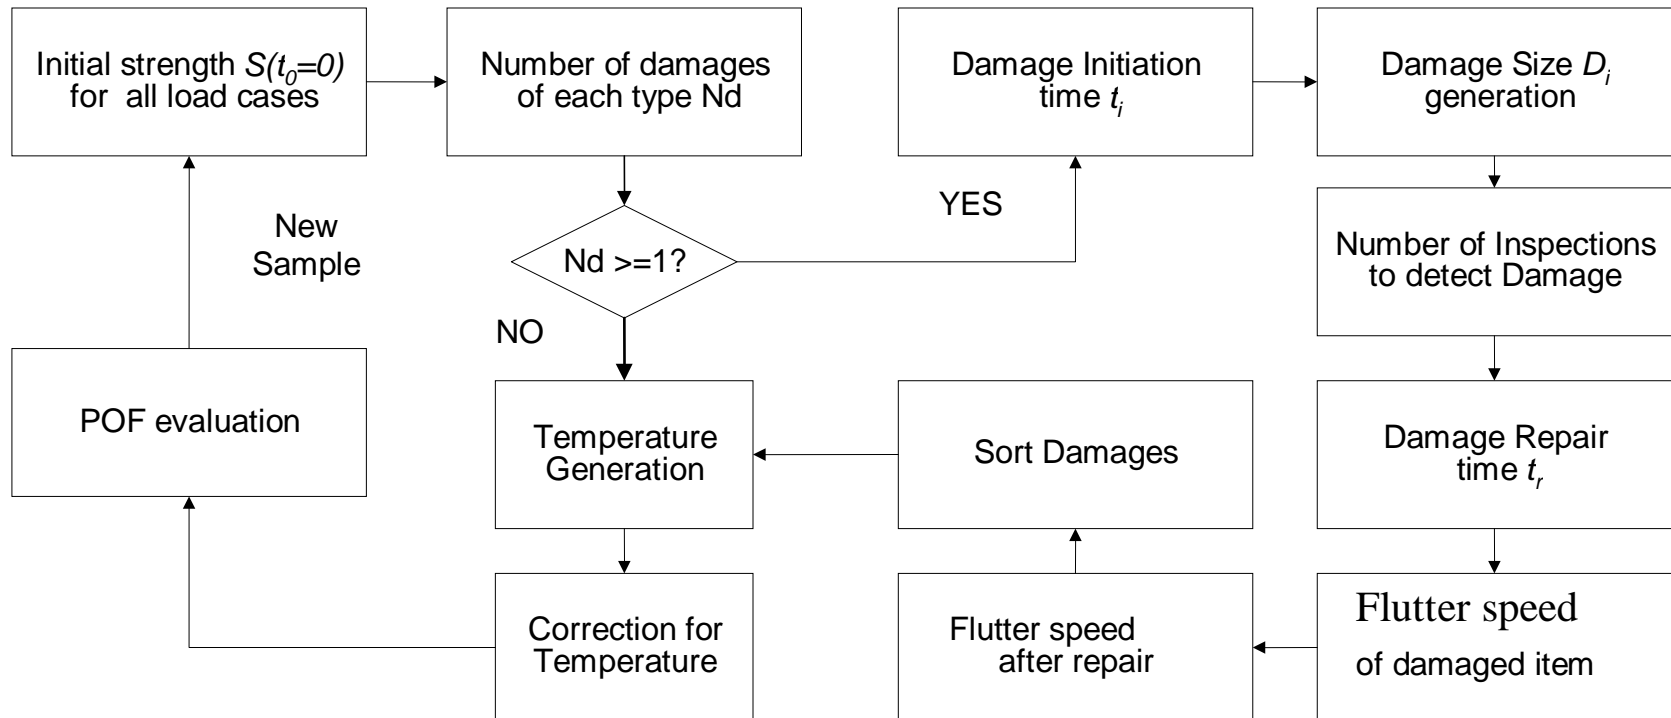 Initial strength S(t0=0)
for all load cases
Number of damages
of each type Nd
Damage Initiation
time ti
Damage Size Di
generation
New
Sample
YES
Nd >=1?
NO
Number of Inspections
to detect Damage
POF evaluation
Temperature
Generation
Sort Damages
Damage Repair
time tr
Correction for
Temperature
Flutter speed
after repair
Flutter speed
of damaged item